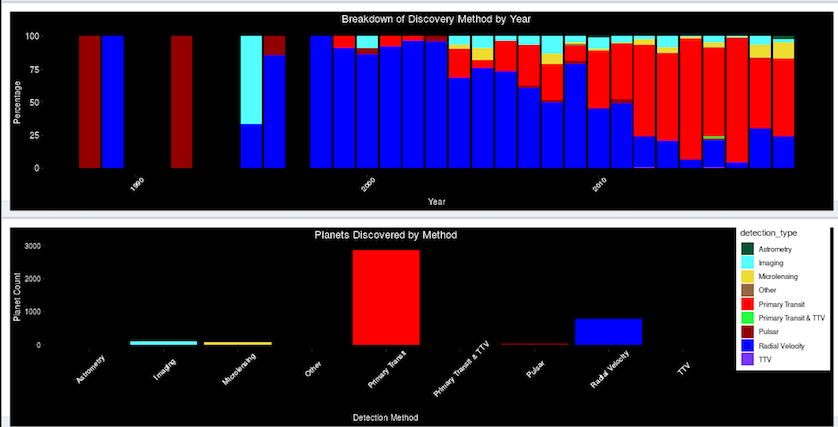 Breakdown of Discovery Method by Year
100
75
50
25
0
Percentage
1990
2000
2010
Year
Planets Discovered by Method
3000
2000
1000
0
Planet Count
Astrometry
Imaging
Microlensing
Other
Primary Transit
Primary Transit & TTV
Pulsar
Radial Velocity
TTV
Detection Method
detection_type
Astrometry
Imaging
Microlensing
Other
Primary Transit
Primary Transit & TTV
Pulsar
Radial Velocity
TTV